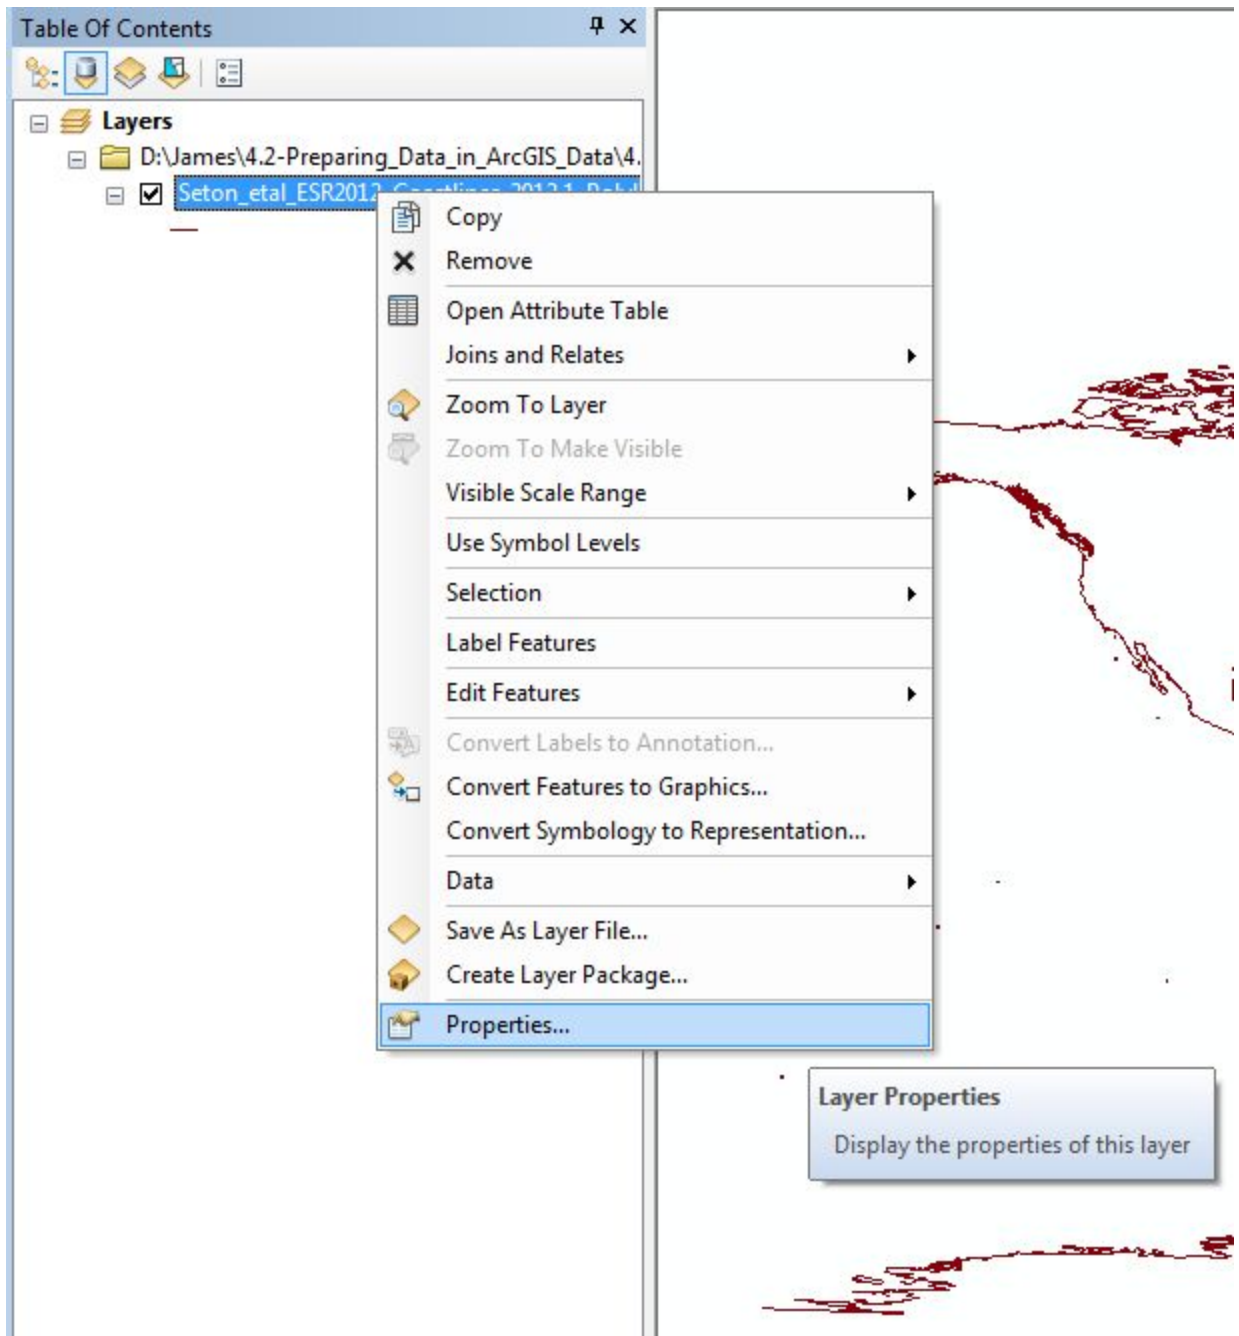 Table Of Contents
Layers
D:\James\4.2-Preparing_Data_in_ArcGIS_Data\4.
Seton_etal_ESR2012
Copy
Remove
Open Attribute Table
Joins and Relates
Zoom To Layer
Zoom To Make Visible
Visible Scale Range
Use Symbol Levels
Selection
Label Features
Edit Features
Convert Labels to Annotation...
Convert Features to Graphics...
Convert Symbology to Representation...
Data
Save As Layer File...
Create Layer Package...
Properties...
Layer Properties
Display the properties of this layer